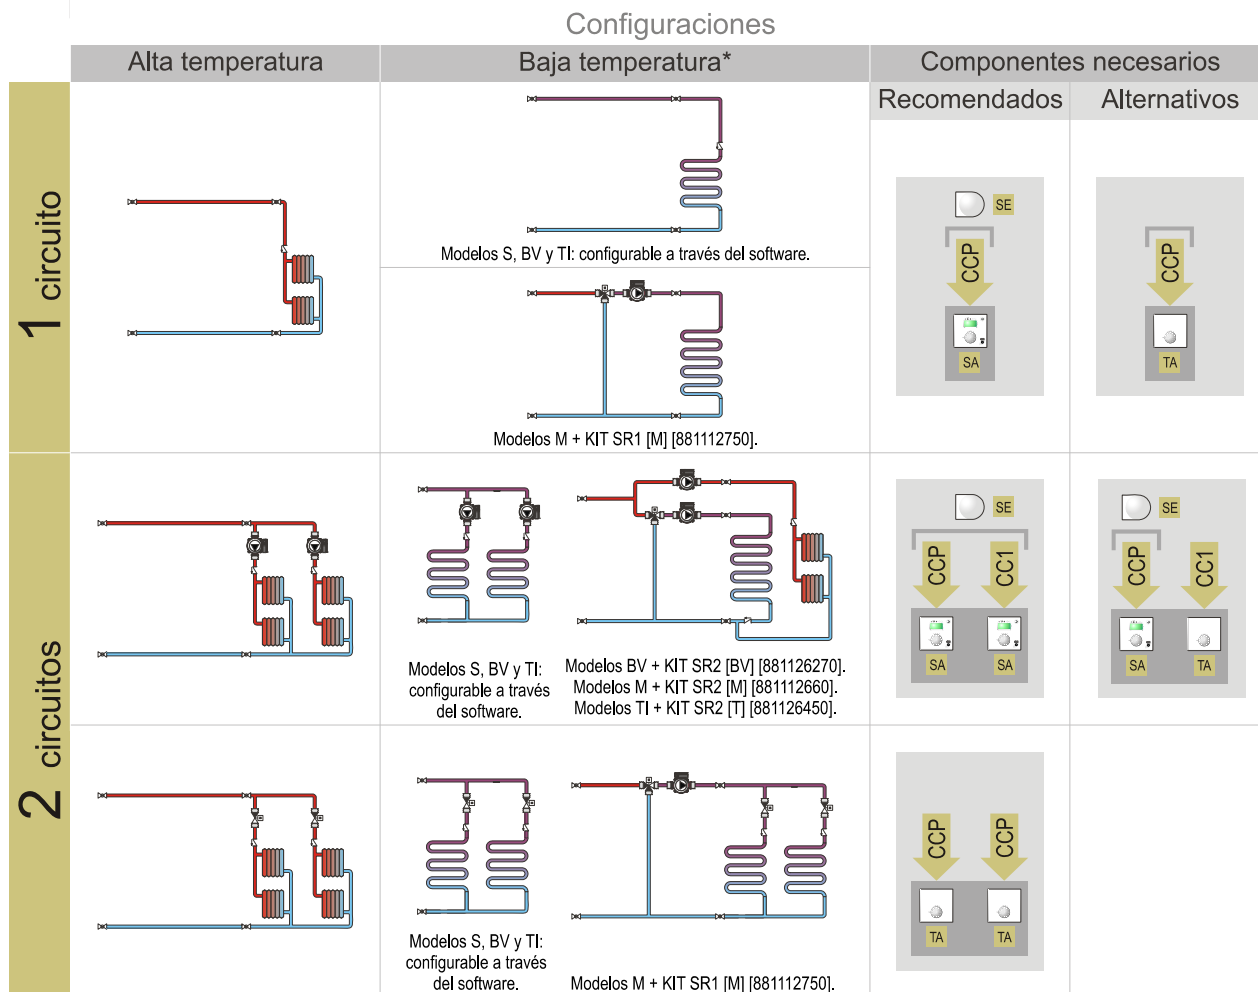 Configuraciones
Alta temperatura
Baja temperatura*
Componentes necesarios
Recomendados
Alternativos
1 circuito
Modelos S, BV y TI: configurable a través del software.
Modelos M + KIT SR1 [M] [881112750].
SE
CCP
SA
CCP
TA
2 circuitos
Modelos S, BV y TI:
configurable a través
del software.
Modelos BV + KIT SR2 [BV] [881126270].
Modelos M + KIT SR2 [M] [881112660].
Modelos TI + KIT SR2 [T] [881126450].
SE
CCP
CC1
SA
SA
SE
CCP
CC1
SA
TA
Modelos S, BV y TI:
configurable a través
del software.
Modelos M + KIT SR1 [M] [881112750].
CCP
CCP
TA
TA